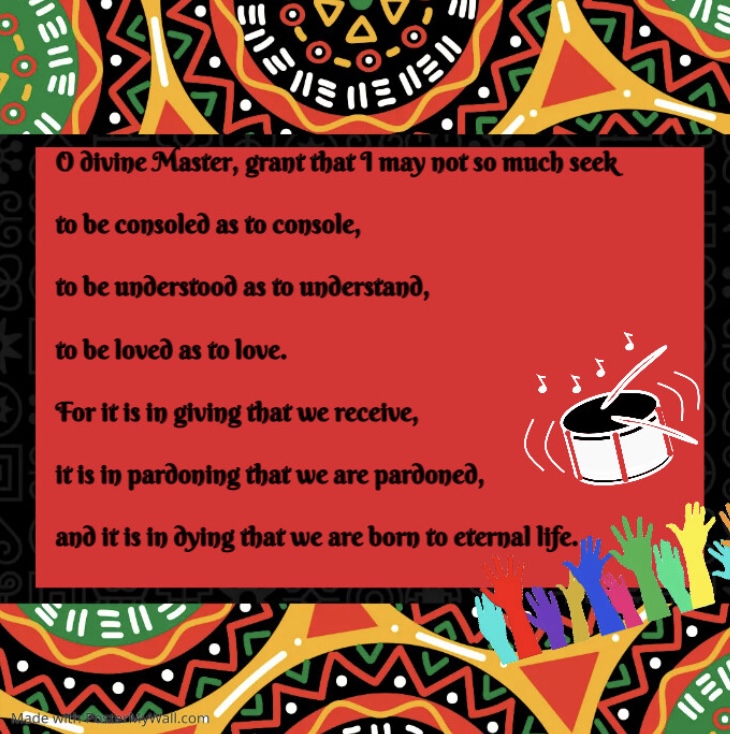 O divine Master, grant that I may not so much seek
to be consoled as to console,
to be understood as to understand,
to be loved as to love.
For it is in giving that we receive,
it is in pardoning that we are pardoned,
and it is in dying that we are born to eternal life.
Made with PosterMyWall.com